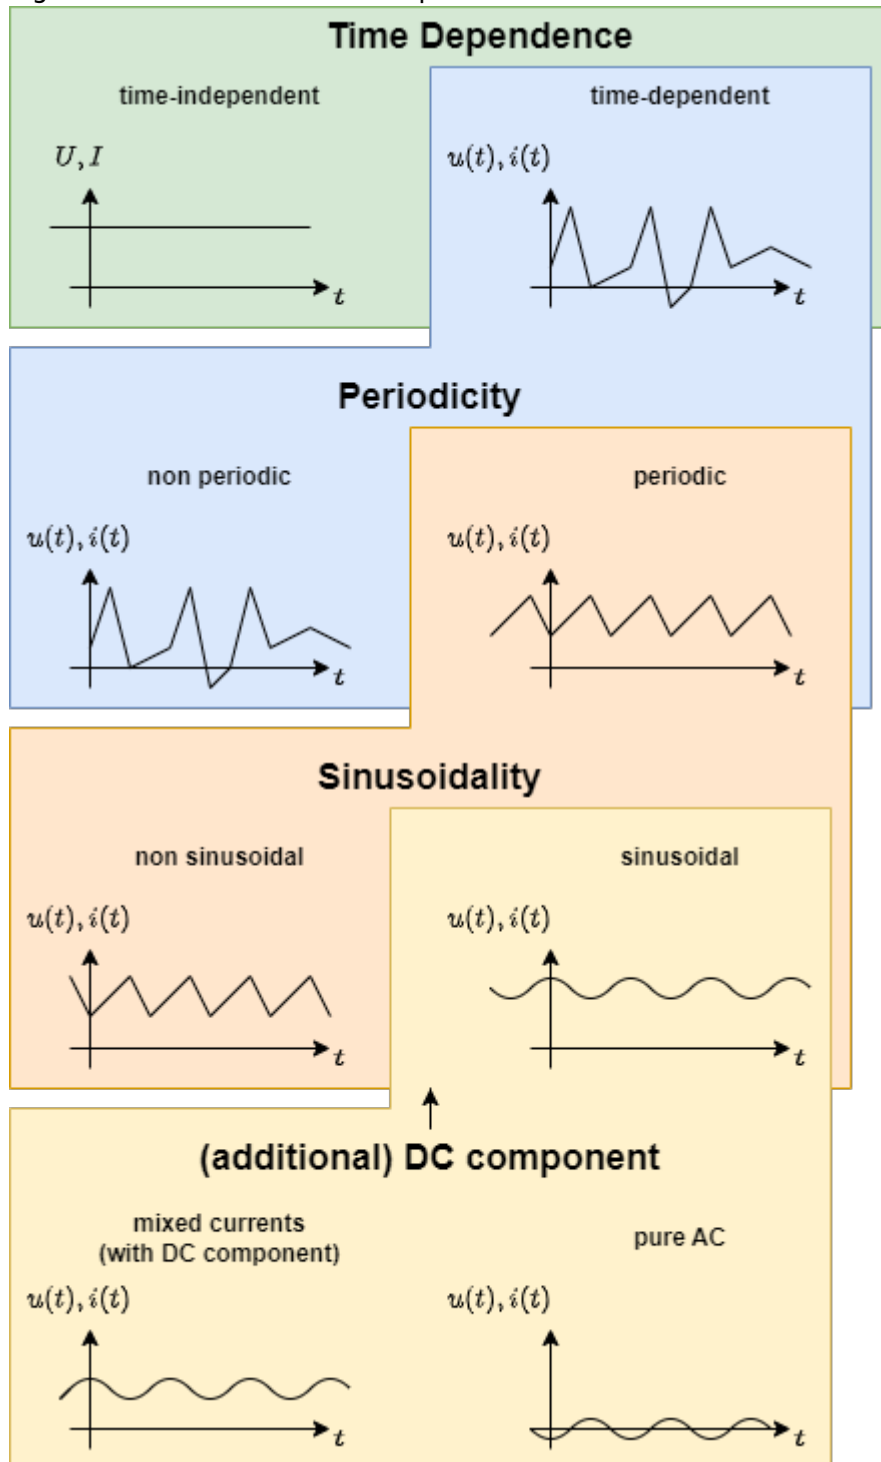 Time Dependence
time-independent
time-dependent
U, I
u(t), i(t)
t
t
Periodicity
non periodic
periodic
u(t), i(t)
u(t), i(t)
t
t
Sinusoidality
non sinusoidal
sinusoidal
u(t), i(t)
u(t), i(t)
t
t
(additional) DC component
mixed currents
(with DC component)
pure AC
u(t), i(t)
u(t), i(t)
t
t